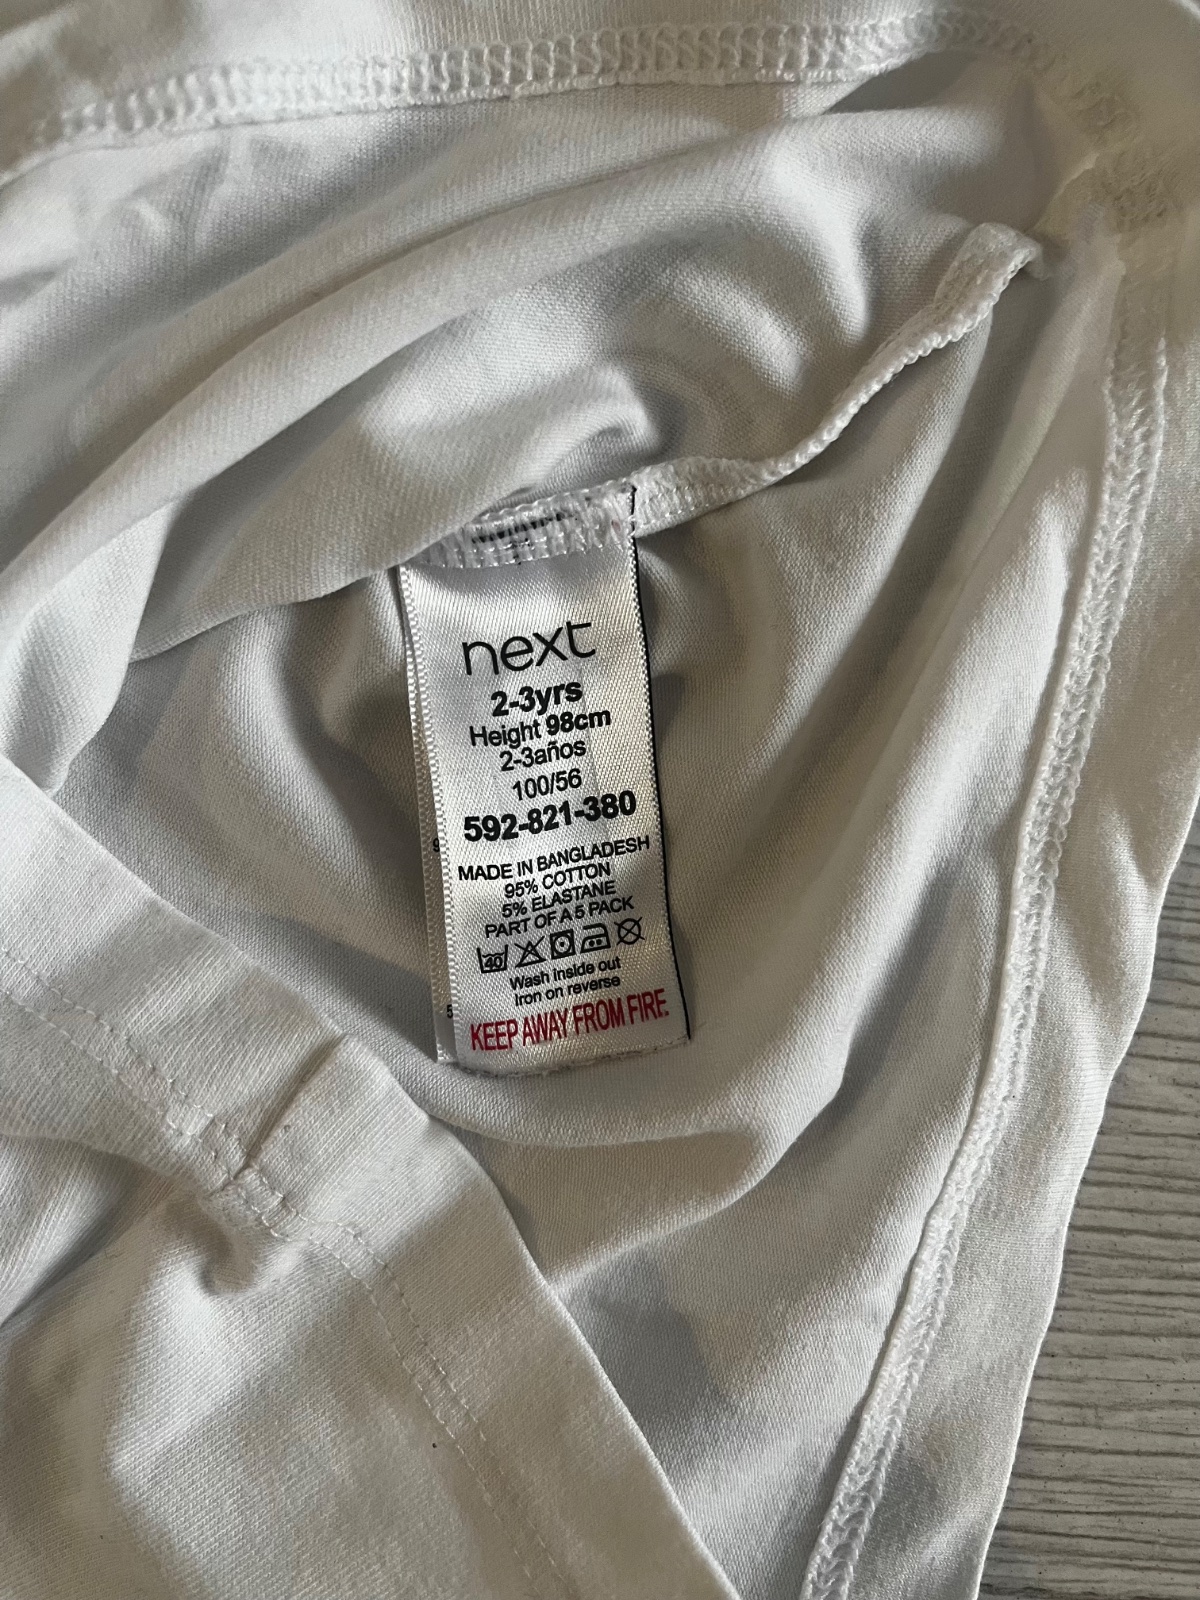 next
2-3yrs
Height 98cm
2-3años
100/56
592-821-380
MADE IN BANGLADESH
95% COTTON
5% ELASTANE
PART OF A 5 PACK
40
Wash inside out
Iron on reverse
KEEP AWAY FROM FIRE